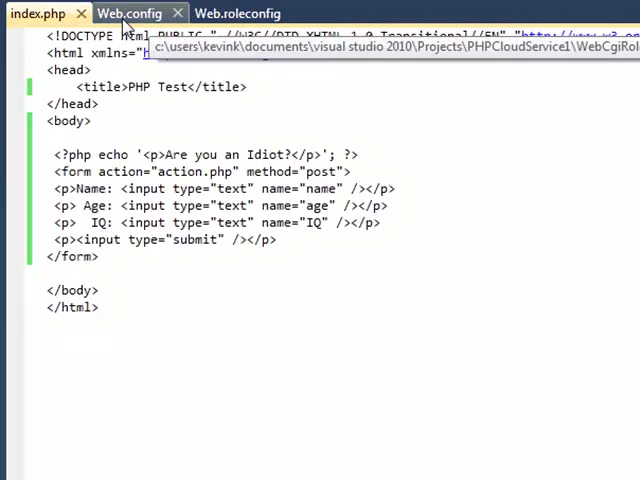 index.php
Web.config
Web.roleconfig
c:\users\kevink\documents\visual studio 2010\Projects\PHPCloudService1\WebCgiRol
<!DOCTYPE html PUBLIC
<html xmlns="
<head>
<title>PHP Test</title>
</head>
<body>
<?php echo '<p>Are you an Idiot?</p>'; ?>
<form action="action.php" method="post">
<p>Name: <input type="text" name="name" /></p>
<p> Age: <input type="text" name="age" /></p>
<p>  IQ: <input type="text" name="IQ" /></p>
<p><input type="submit" /></p>
</form>
</body>
</html>